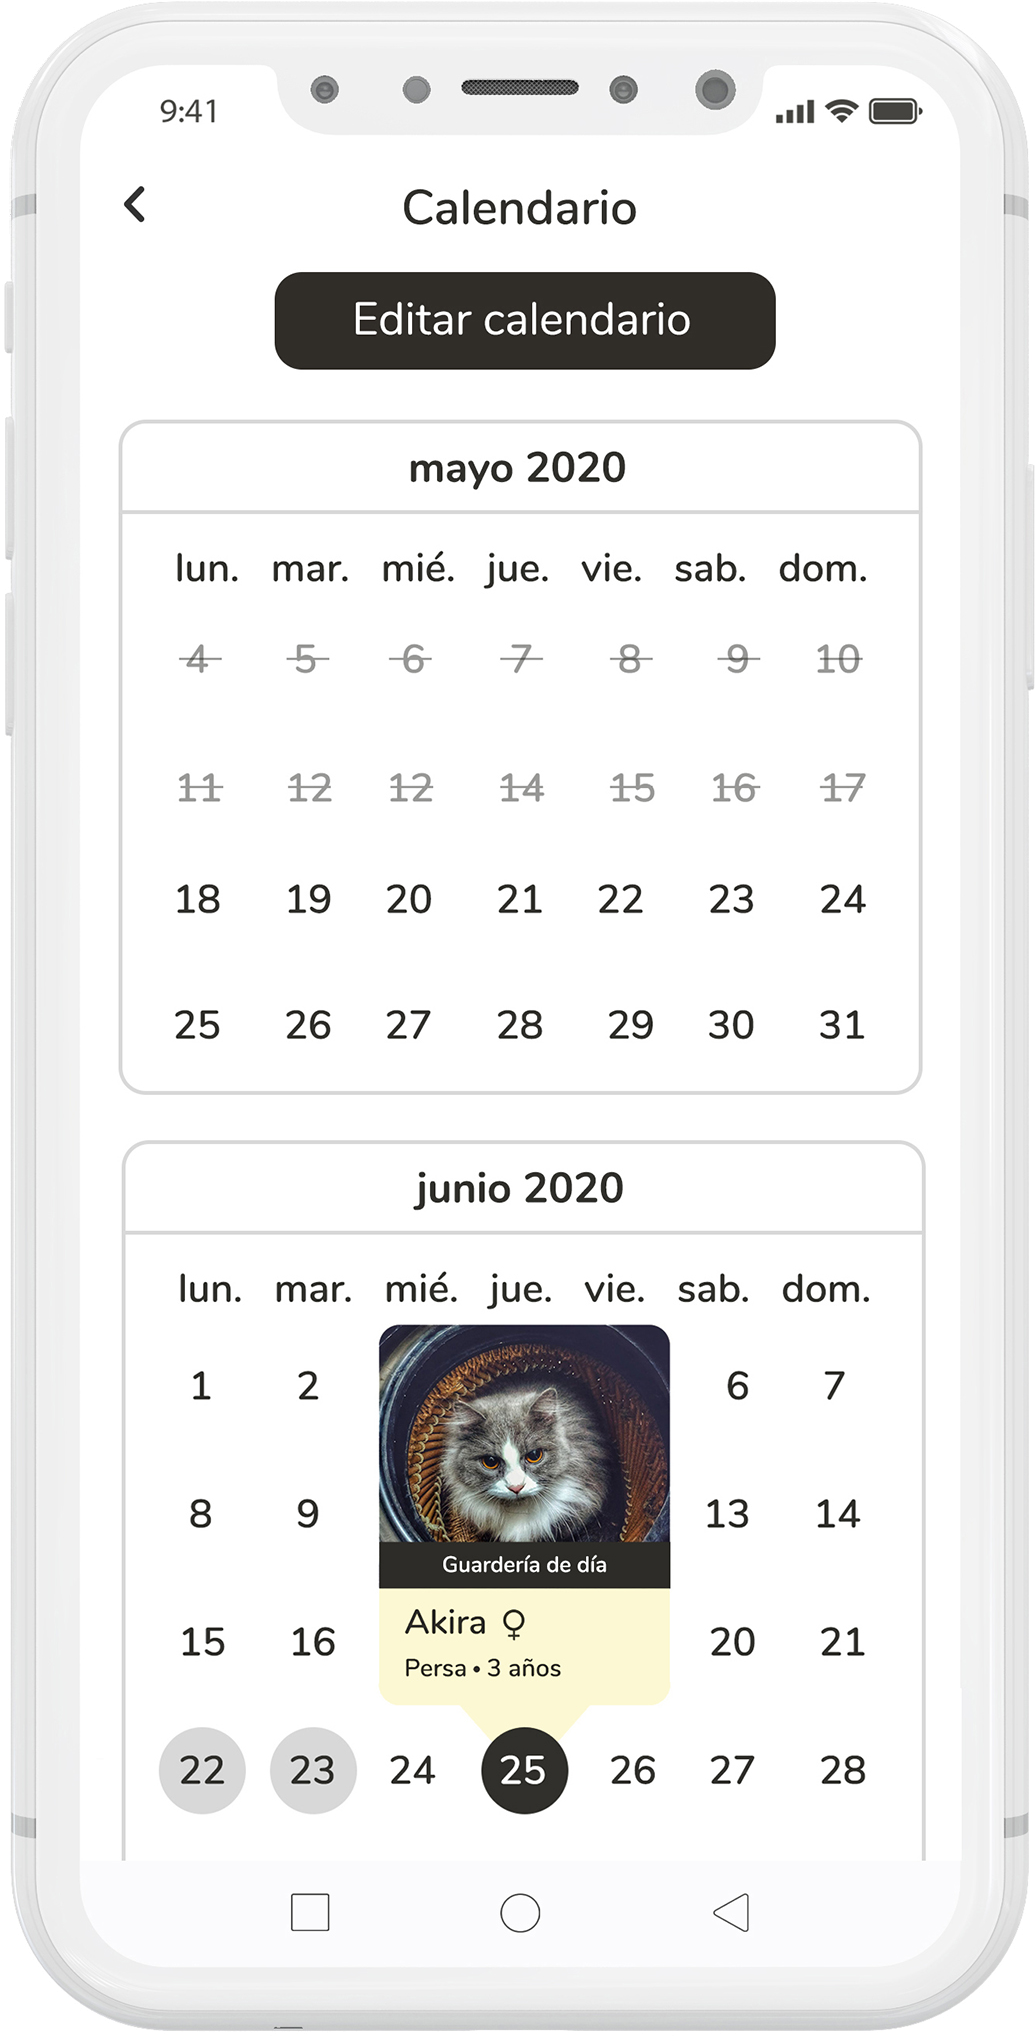 9:41
Calendario
Editar calendario
mayo 2020
lun. mar. mié. jue. vie. sab. dom.
4 5 6 7 8 9 10
11 12 12 14 15 16 17
18 19 20 21 22 23 24
25 26 27 28 29 30 31
junio 2020
lun. mar. mié. jue. vie. sab. dom.
1 2 6 7
8 9 13 14
Guardería de día
Akira ♀
15 16 20 21
Persa • 3 años
22 23 24 25 26 27 28